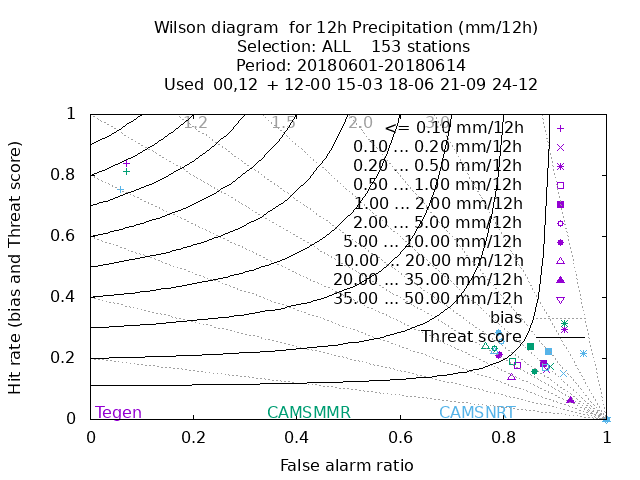 Wilson diagram  for 12h Precipitation (mm/12h)
Selection: ALL    153 stations
Period: 20180601-20180614
Used  00,12  + 12-00 15-03 18-06 21-09 24-12
Hit rate (bias and Threat score)
1
0.8
0.6
0.4
0.2
0
1.2
1.5
2.0
3.0
<= 0.10 mm/12h
0.10 ... 0.20 mm/12h
0.20 ... 0.50 mm/12h
0.50 ... 1.00 mm/12h
1.00 ... 2.00 mm/12h
2.00 ... 5.00 mm/12h
5.00 ... 10.00 mm/12h
10.00 ... 20.00 mm/12h
20.00 ... 35.00 mm/12h
35.00 ... 50.00 mm/12h
bias
Threat score
Tegen
CAMSMMR
CAMSNRT
0
0.2
0.4
0.6
0.8
1
False alarm ratio